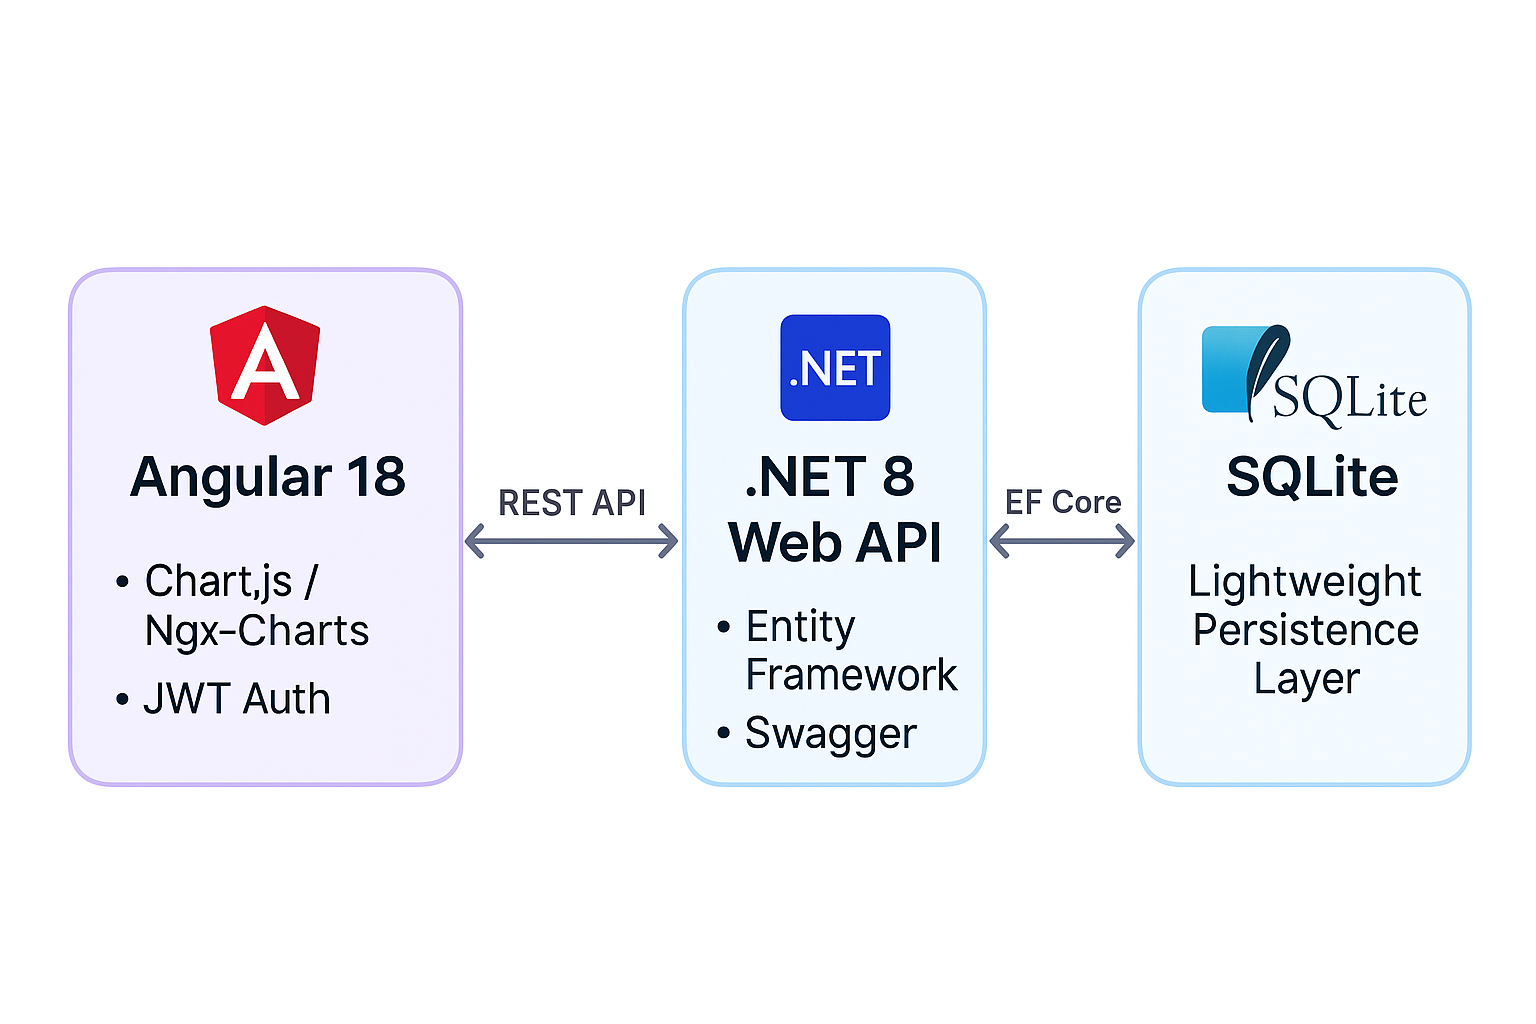 Angular 18
• Chart,js /
Ngx-Charts
• JWT Auth
REST API
.NET
.NET 8
Web API
• Entity
Framework
• Swagger
EF Core
SQLite
SQLite
Lightweight
Persistence
Layer